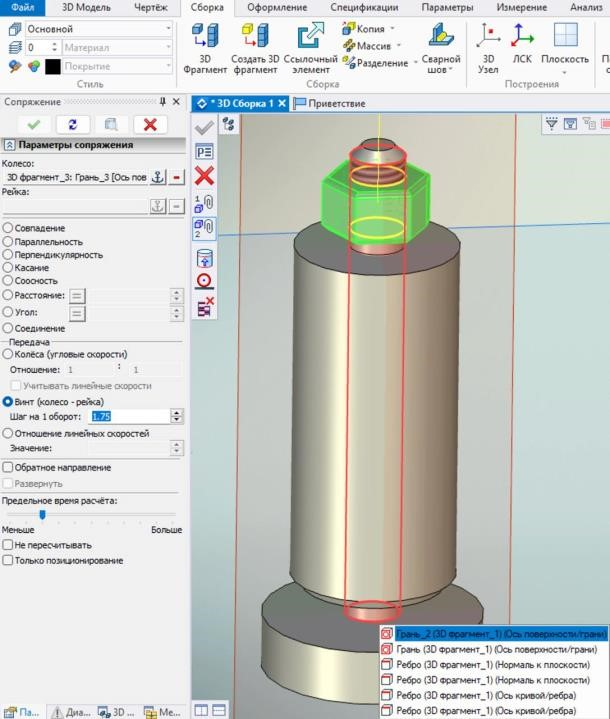 Файл 3D Модель Чертёж Сборка Оформление Спецификации Параметры Измерение Анализ
Основной
0 Материал
Покрытие
Стиль
3D Фрагмент
Создать 3D фрагмент
Ссылочный элемент
Копия
Массив
Разделение
Сварной шов
Сборка
3D Узел
ЛСК
Плоскость
Построения
Сопряжение
* 3D Сборка 1
Приветствие
Параметры сопряжения
Колесо:
3D фрагмент_3: Грань_3 [Ось пов
Рейка:
Совпадение
Параллельность
Перпендикулярность
Касание
Соосность
Расстояние: =
Угол: =
Соединение
Передача
Колёса (угловые скорости)
Отношение: 1 : 1
Учитывать линейные скорости
Винт (колесо - рейка)
Шаг на 1 оборот: 1.75
Отношение линейных скоростей
Значение:
Обратное направление
Развернуть
Предельное время расчёта:
Меньше Больше
Не пересчитывать
Только позиционирование
1
2
Грань_2 (3D фрагмент_1) (Ось поверхности/грани)
Грань (3D фрагмент_1) (Ось поверхности/грани)
Ребро (3D фрагмент_1) (Нормаль к плоскости)
Ребро (3D фрагмент_1) (Нормаль к плоскости)
Ребро (3D фрагмент_1) (Ось кривой/ребра)
Ребро (3D фрагмент_1) (Ось кривой/ребра)
Па... Диа... 3D ... Ме...